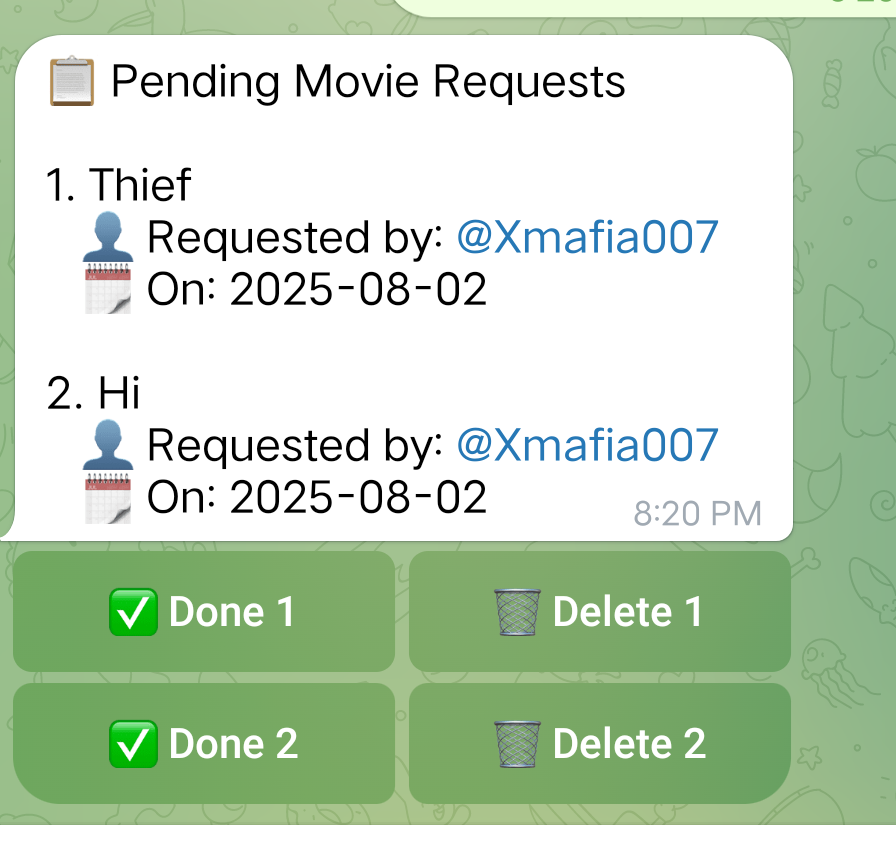 Pending Movie Requests
1. Thief
Requested by: @Xmafia007
On: 2025-08-02
2. Hi
Requested by: @Xmafia007
On: 2025-08-02
8:20 PM
Done 1
Delete 1
Done 2
Delete 2